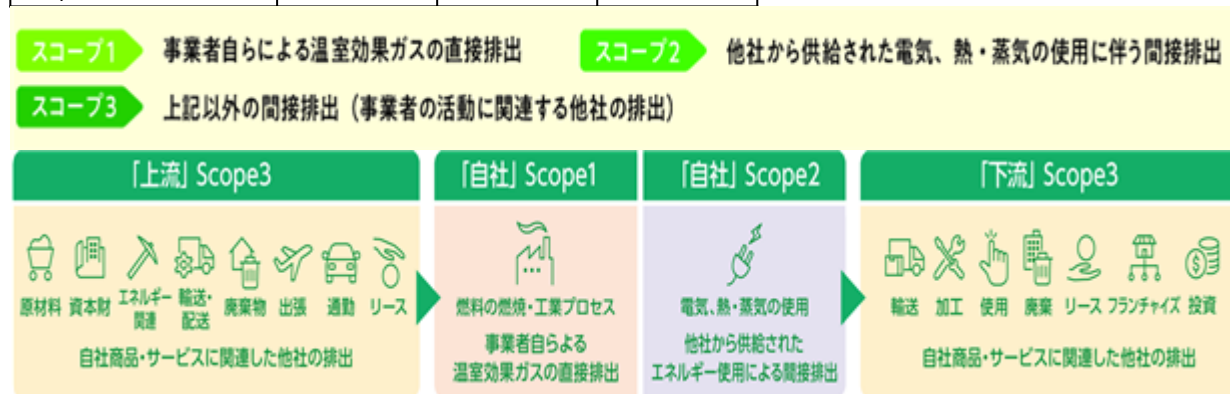 スコープ1 事業者自らによる温室効果ガスの直接排出 スコープ2 他社から供給された電気、熱・蒸気の使用に伴う間接排出
スコープ3 上記以外の間接排出（事業者の活動に関連する他社の排出）
「上流」Scope3
原材料 資本財 エネルギー関連 輸送・配送 廃棄物 出張 通勤 リース
自社商品・サービスに関連した他社の排出
「自社」Scope1
燃料の燃焼・工業プロセス
事業者自らよる
温室効果ガスの直接排出
「自社」Scope2
電気、熱・蒸気の使用
他社から供給された
エネルギー使用による間接排出
「下流」Scope3
輸送 加工 使用 廃棄 リース フランチャイズ 投資
自社商品・サービスに関連した他社の排出